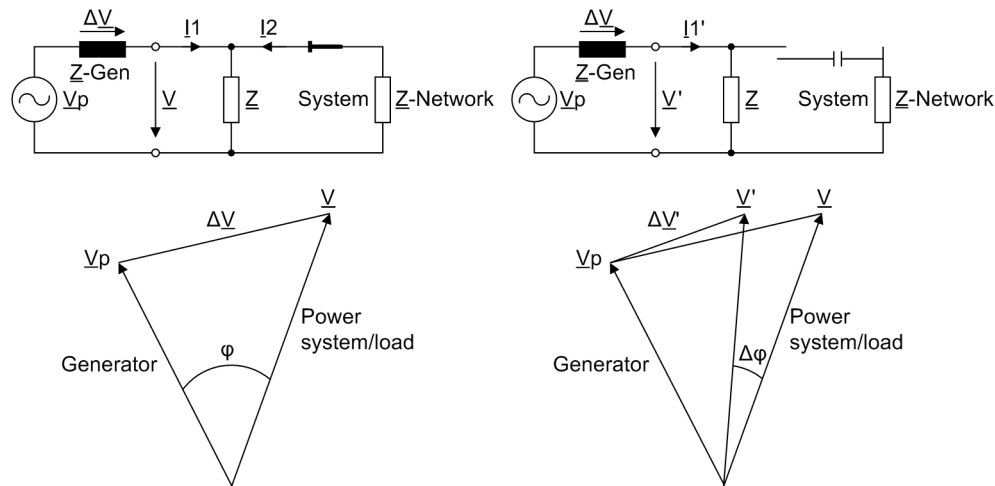 ΔV
I1
I2
Z-Gen
Vp
V
Z
System
Z-Network
ΔV
I1'
Z-Gen
Vp
V'
Z
System
Z-Network
V
ΔV
Vp
Power
system/load
Generator
φ
V'
V
ΔV'
Vp
Power
system/load
Generator
Δφ